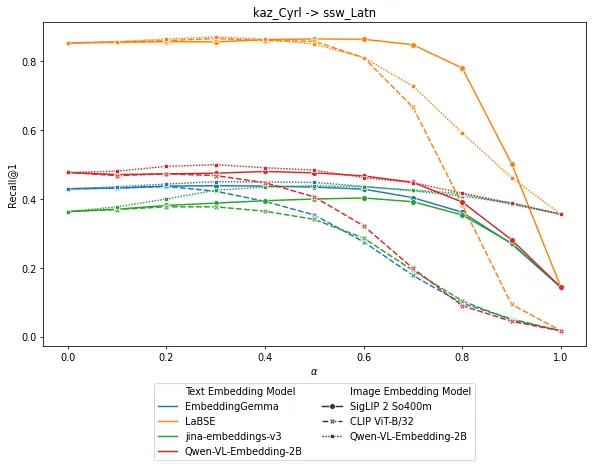 kaz_Cyrl -> ssw_Latn
Recall@1
0.8
0.6
0.4
0.2
0.0
0.0 0.2 0.4 0.6 0.8 1.0
α
Text Embedding Model
EmbeddingGemma
LaBSE
jina-embeddings-v3
Qwen-VL-Embedding-2B
Image Embedding Model
SigLIP 2 So400m
CLIP ViT-B/32
Qwen-VL-Embedding-2B